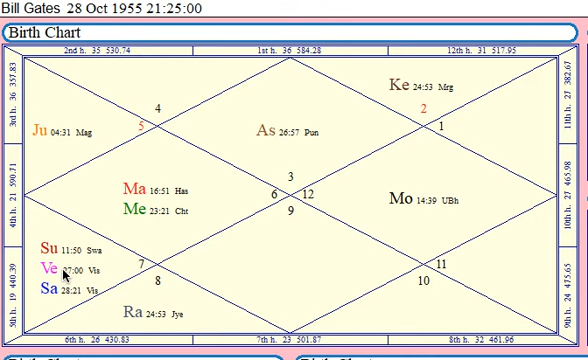 Bill Gates 28 Oct 1955 21:25:00
Birth Chart
2nd h. 35 530.74
1st h. 36 584.28
12th h. 31 517.95
3rd h. 36 357.83
11th h. 27 382.67
Ke 24:53 Mrg
4
2
Ju 04:31 Mag
5
As 26:57 Pun
1
3
Ma 16:51 Has
6
12
Mo 14:39 UBh
Me 23:21 Cht
9
4th h. 21 590.71
10th h. 27 465.98
Su 11:50 Swa
7
11
Ve 27:00 Vis
8
10
Sa 28:21 Vis
Ra 24:53 Jye
5th h. 19 440.39
9th h. 24 475.65
6th h. 26 430.83
7th h. 23 501.87
8th h. 32 461.96